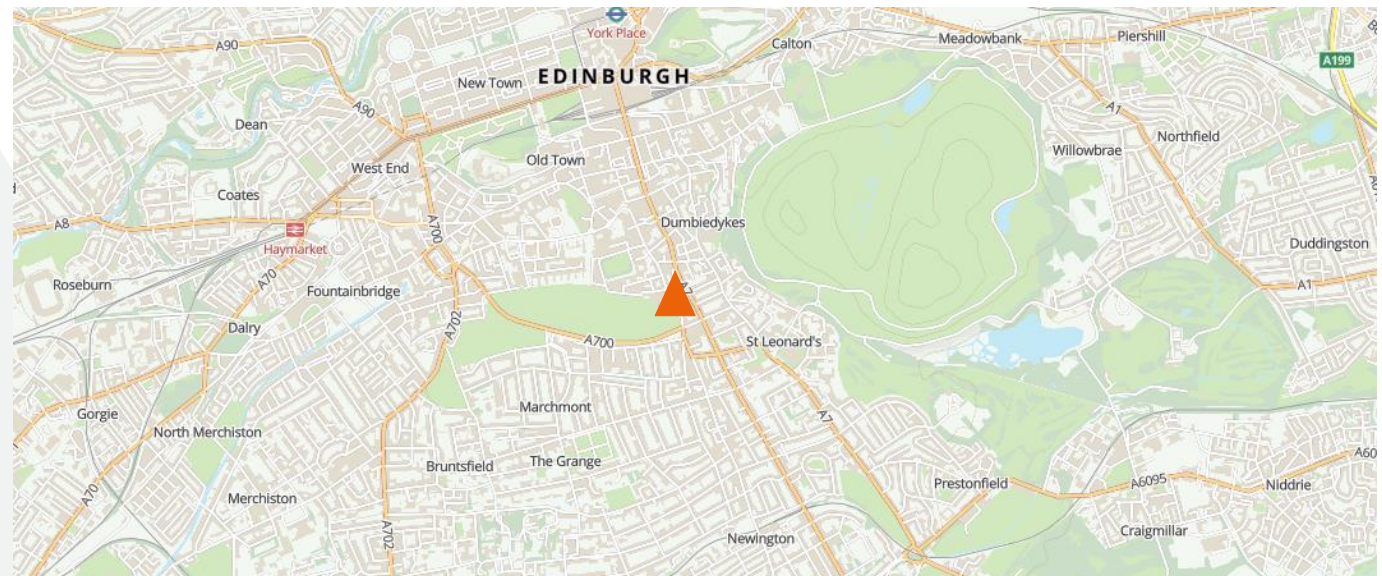 York Place
Calton
Meadowbank
Piershill
A90
A199
New Town
EDINBURGH
A90
A1
Dean
Northfield
Willowbrae
West End
Old Town
Coates
A8
A700
Dumbiedykes
Haymarket
Duddingston
A70
A7
A1
Roseburn
Fountainbridge
A702
Dalry
A700
St Leonard's
Gorgie
Marchmont
A7
North Merchiston
Bruntsfield
The Grange
A60
A70
Merchiston
Prestonfield
A6095
Niddrie
A702
Newington
Craigmillar